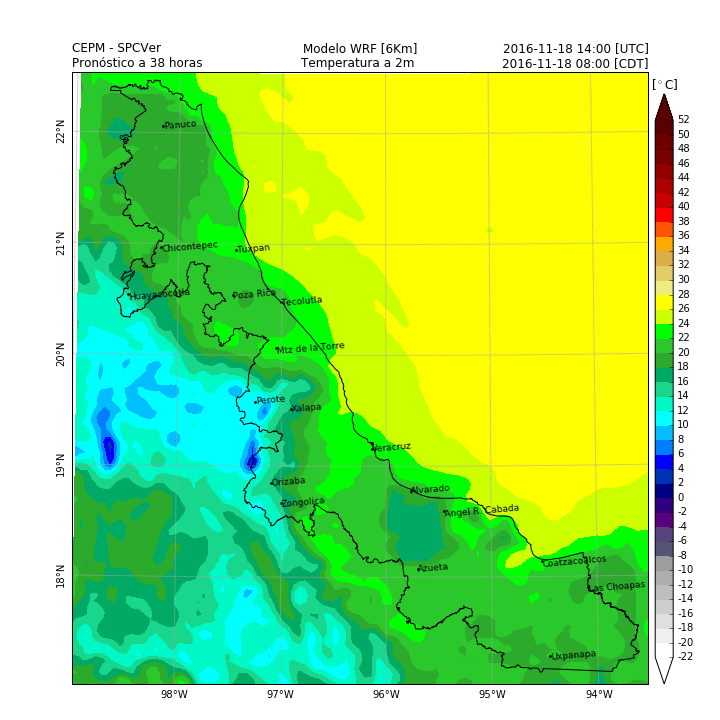 CEPM - SPCVer Modelo WRF [6Km] 2016-11-18 14:00 [UTC]
Pronóstico a 38 horas Temperatura a 2m 2016-11-18 08:00 [CDT]
[°C]
52
50
48
46
44
42
40
38
36
34
32
30
28
26
24
22
20
18
16
14
12
10
8
6
4
2
0
-2
-4
-6
-8
-10
-12
-14
-16
-18
-20
-22
22°N
21°N
20°N
19°N
18°N
Panuco
Chicontepec
Tuxpan
Huayacocotla
Poza Rica
Tecolutla
Mtz de la Torre
Perote
Xalapa
Veracruz
Orizaba
Alvarado
Zongolica
Angel R. Cabada
Azueta
Coatzacoalcos
Las Choapas
Uxpanapa
98°W 97°W 96°W 95°W 94°W